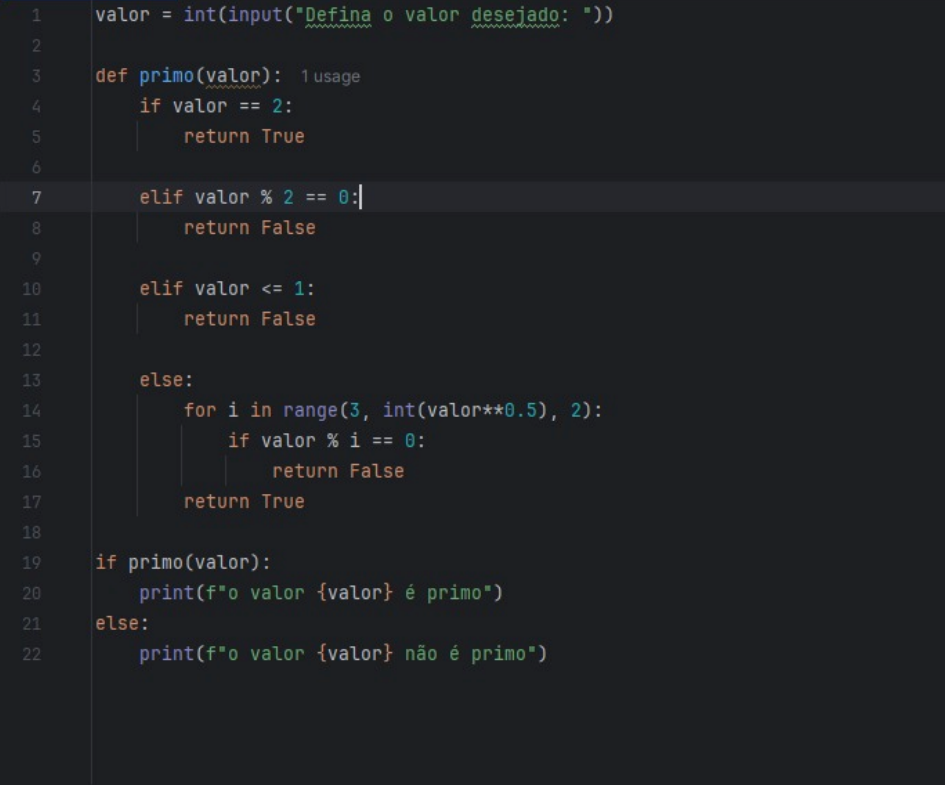 1 valor = int(input("Defina o valor desejado: "))
2
3 def primo(valor): 1 usage
4     if valor == 2:
5         return True
6
7     elif valor % 2 == 0:
8         return False
9
10     elif valor <= 1:
11         return False
12
13     else:
14         for i in range(3, int(valor**0.5), 2):
15             if valor % i == 0:
16                 return False
17         return True
18
19 if primo(valor):
20     print(f"o valor {valor} é primo")
21 else:
22     print(f"o valor {valor} não é primo")